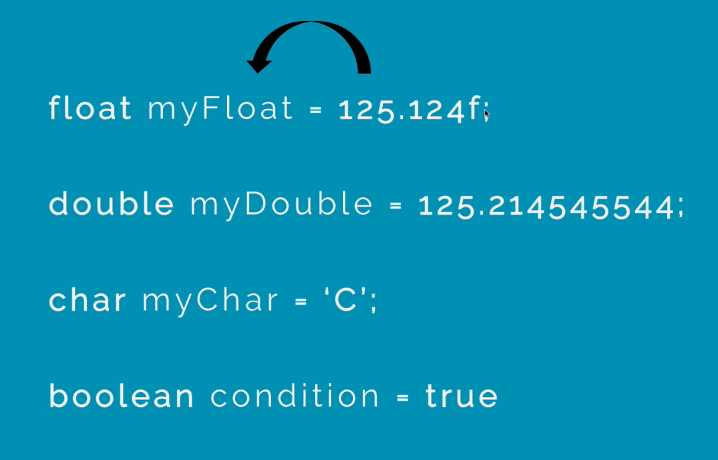 float myFloat = 125.124f;
double myDouble = 125.214545544;
char myChar = ‘C’;
boolean condition = true